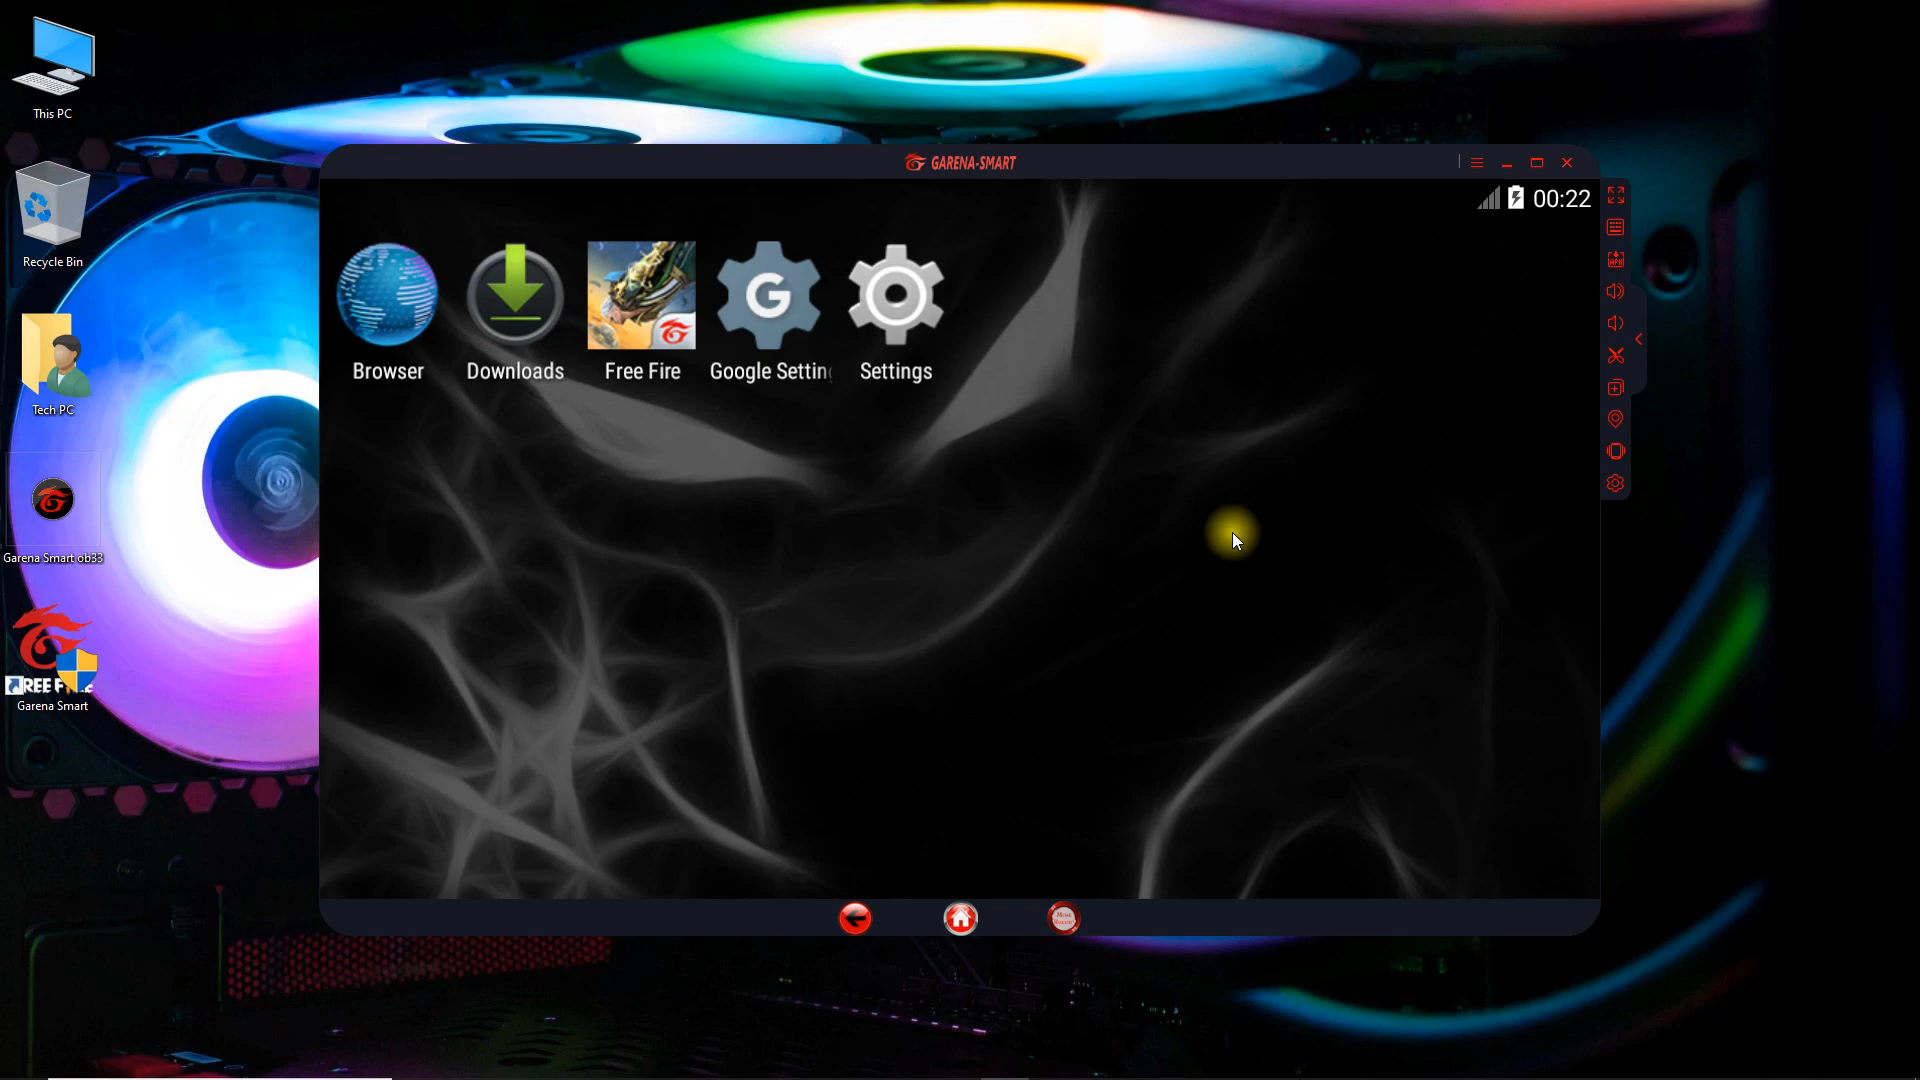 This PC
Recycle Bin
Tech PC
Garena Smart ob33
Garena Smart
GARENA-SMART
00:22
Browser
Downloads
Free Fire
Google Settin
Settings
APK